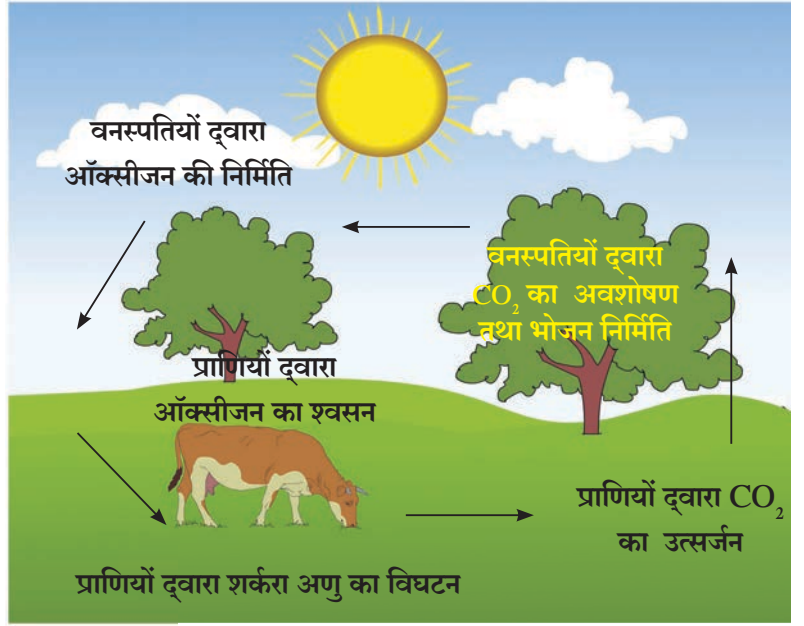 वनस्पतियों द्‌वारा
ऑक्सीजन की निर्मिति
वनस्पतियों द्‌वारा
CO₂ का अवशोषण
तथा भोजन निर्मिति
प्राणियों द्‌वारा
ऑक्सीजन का श्वसन
प्राणियों द्‌वारा CO₂
का उत्सर्जन
प्राणियों द्‌वारा शर्करा अणु का विघटन